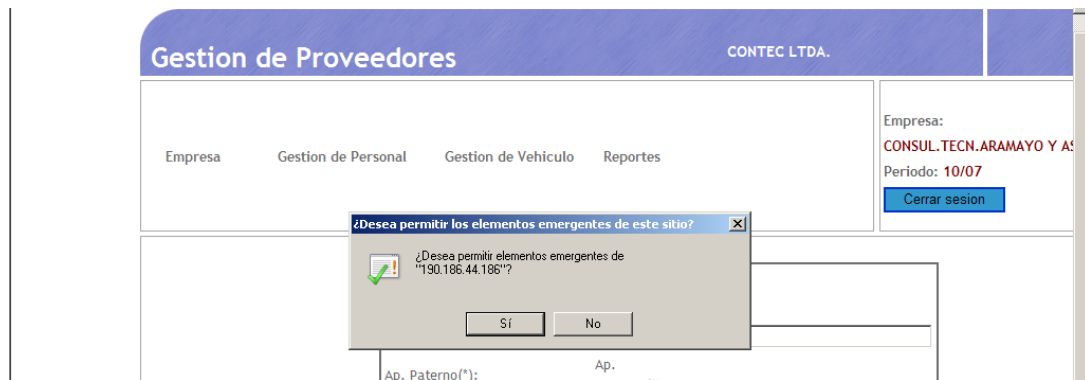 Gestion de Proveedores
CONTEC LTDA.
Empresa
Gestion de Personal
Gestion de Vehiculo
Reportes
Empresa:
CONSUL.TECN.ARAMAYO Y
Periodo: 10/07
Cerrar sesion
¿Desea permitir los elementos emergentes de este sitio?
¿Desea permitir elementos emergentes de
"190.186.44.186"?
Sí
No
Ap. Paterno(*):
Ap.